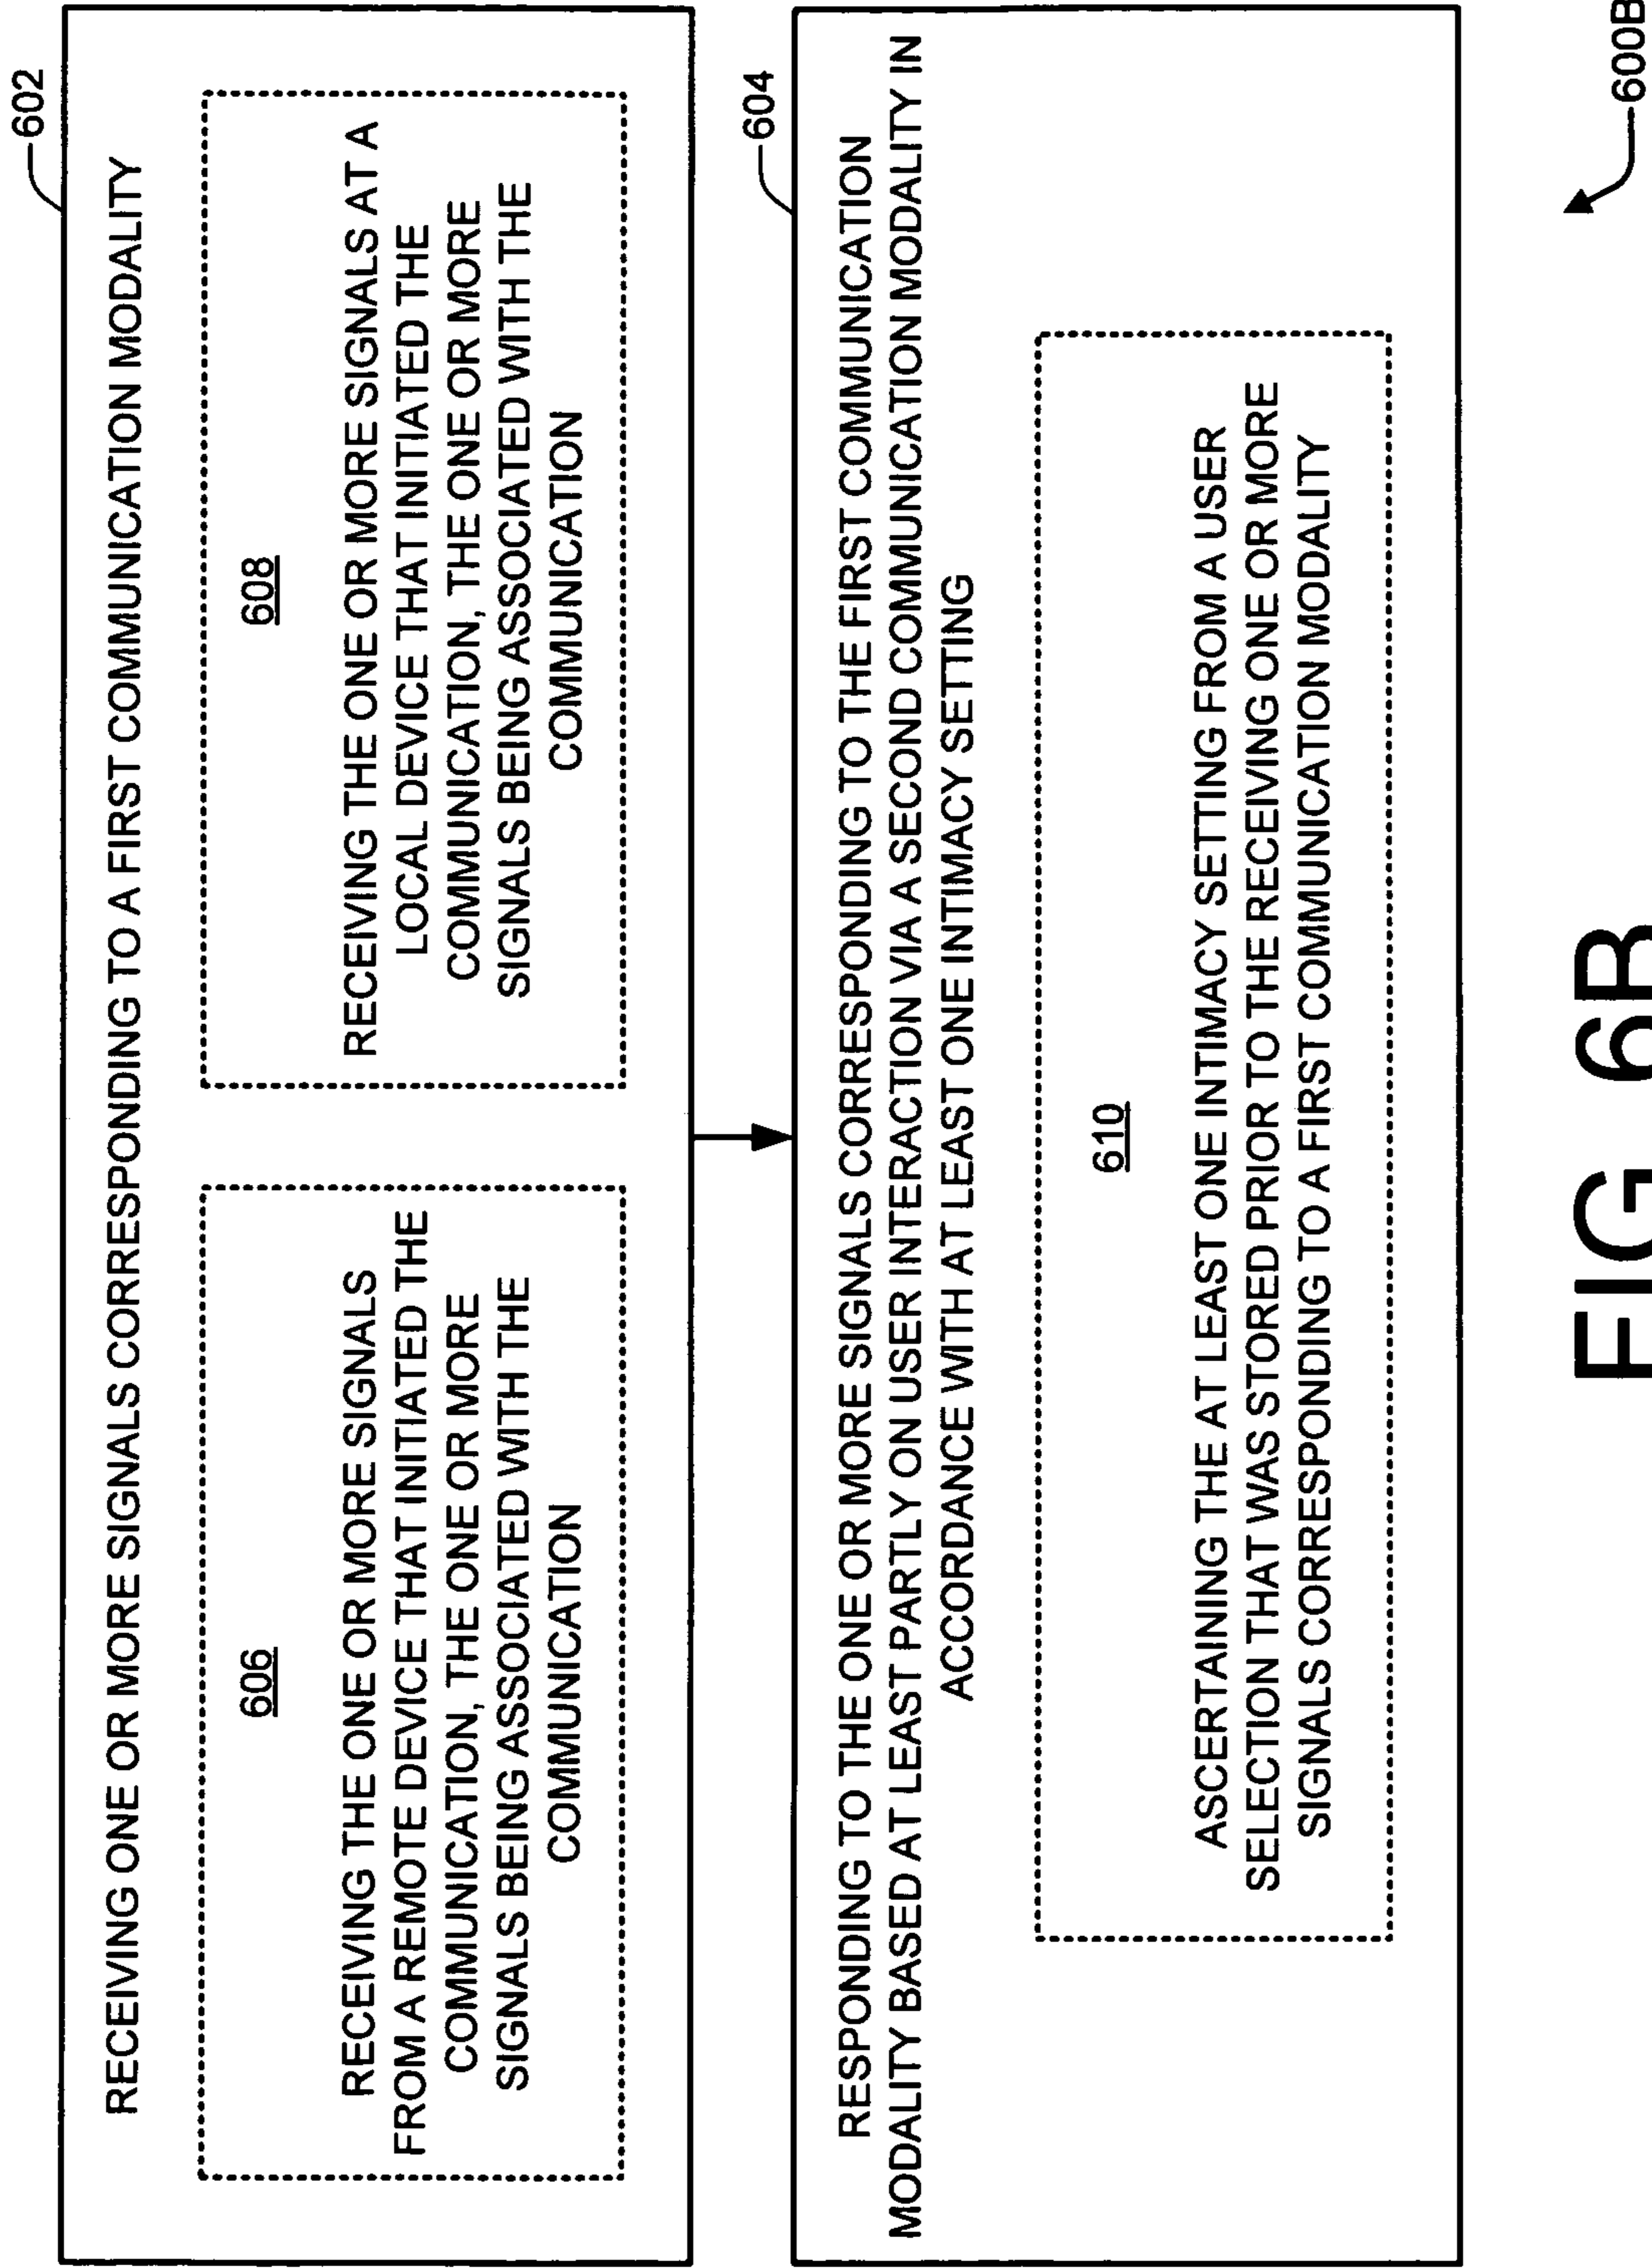 602
RECEIVING ONE OR MORE SIGNALS CORRESPONDING TO A FIRST COMMUNICATION MODALITY
606
RECEIVING THE ONE OR MORE SIGNALS
FROM A REMOTE DEVICE THAT INITIATED THE
COMMUNICATION, THE ONE OR MORE
SIGNALS BEING ASSOCIATED WITH THE
COMMUNICATION
608
RECEIVING THE ONE OR MORE SIGNALS AT A
LOCAL DEVICE THAT INITIATED THE
COMMUNICATION, THE ONE OR MORE
SIGNALS BEING ASSOCIATED WITH THE
COMMUNICATION
604
RESPONDING TO THE ONE OR MORE SIGNALS CORRESPONDING TO THE FIRST COMMUNICATION
MODALITY BASED AT LEAST PARTLY ON USER INTERACTION VIA A SECOND COMMUNICATION MODALITY IN
ACCORDANCE WITH AT LEAST ONE INTIMACY SETTING
610
ASCERTAINING THE AT LEAST ONE INTIMACY SETTING FROM A USER
SELECTION THAT WAS STORED PRIOR TO THE RECEIVING ONE OR MORE
SIGNALS CORRESPONDING TO A FIRST COMMUNICATION MODALITY
600B
FIG 6B